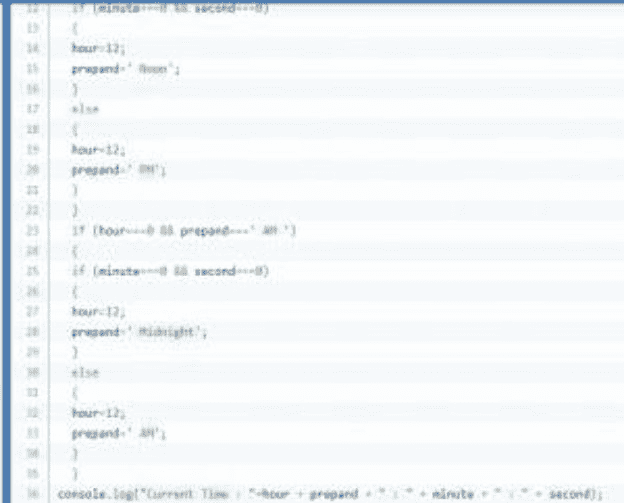 12 if (minute===0 && second===0)
13 {
14 hour=12;
15 prepand=' Noon';
16 }
17 else
18 {
19 hour=12;
20 prepand=' PM';
21 }
22 }
23 if (hour===0 && prepand===' AM ')
24 {
25 if (minute===0 && second===0)
26 {
27 hour=12;
28 prepand=' Midnight';
29 }
30 else
31 {
32 hour=12;
33 prepand=' AM';
34 }
35 }
36 console.log("Current Time : "+hour + prepand + " : " + minute + " : " + second);